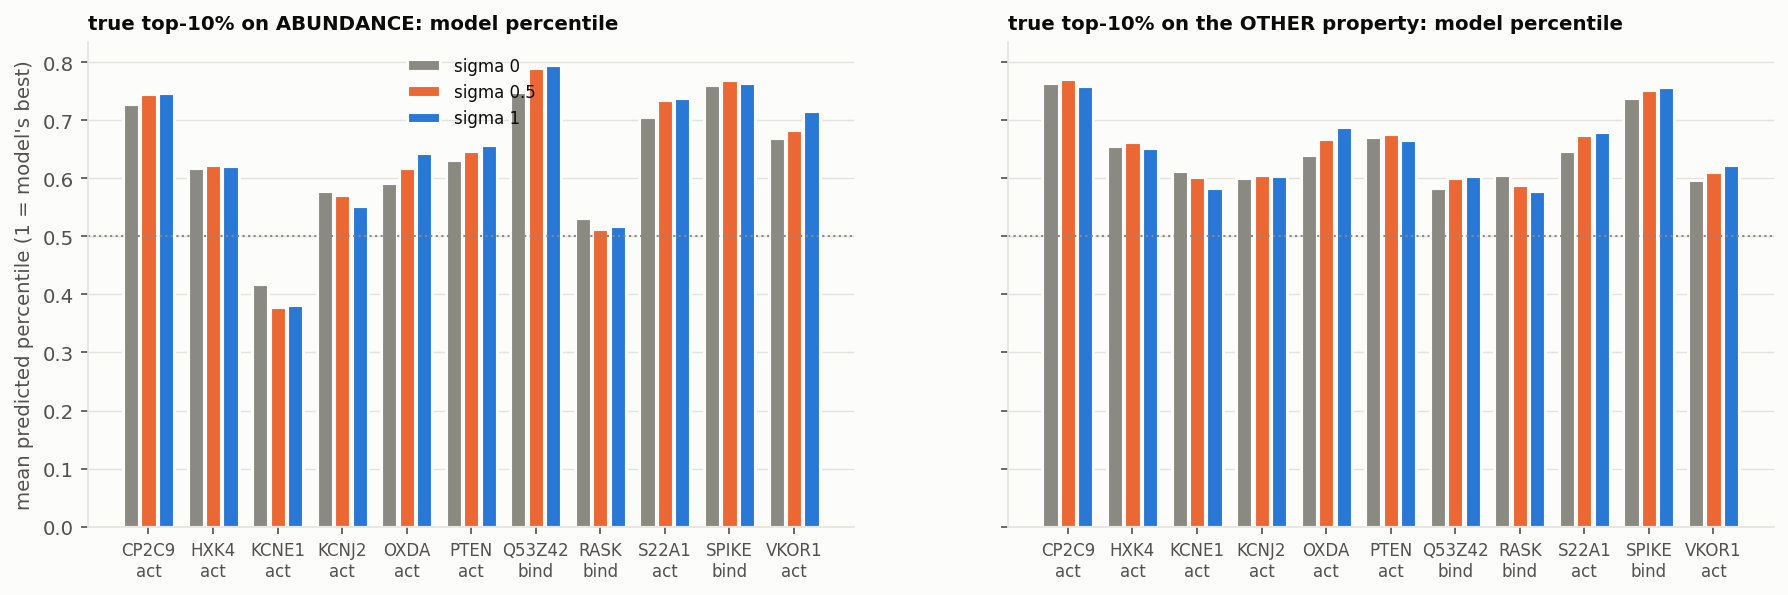 true top-10% on ABUNDANCE: model percentile
mean predicted percentile (1 = model's best)
0.8
0.7
0.6
0.5
0.4
0.3
0.2
0.1
0.0
sigma 0
sigma 0.5
sigma 1
CP2C9 HXK4 KCNE1 KCNJ2 OXDA PTEN Q53Z42 RASK S22A1 SPIKE VKOR1
act act act act act act bind bind act bind act
true top-10% on the OTHER property: model percentile
CP2C9 HXK4 KCNE1 KCNJ2 OXDA PTEN Q53Z42 RASK S22A1 SPIKE VKOR1
act act act act act act bind bind act bind act